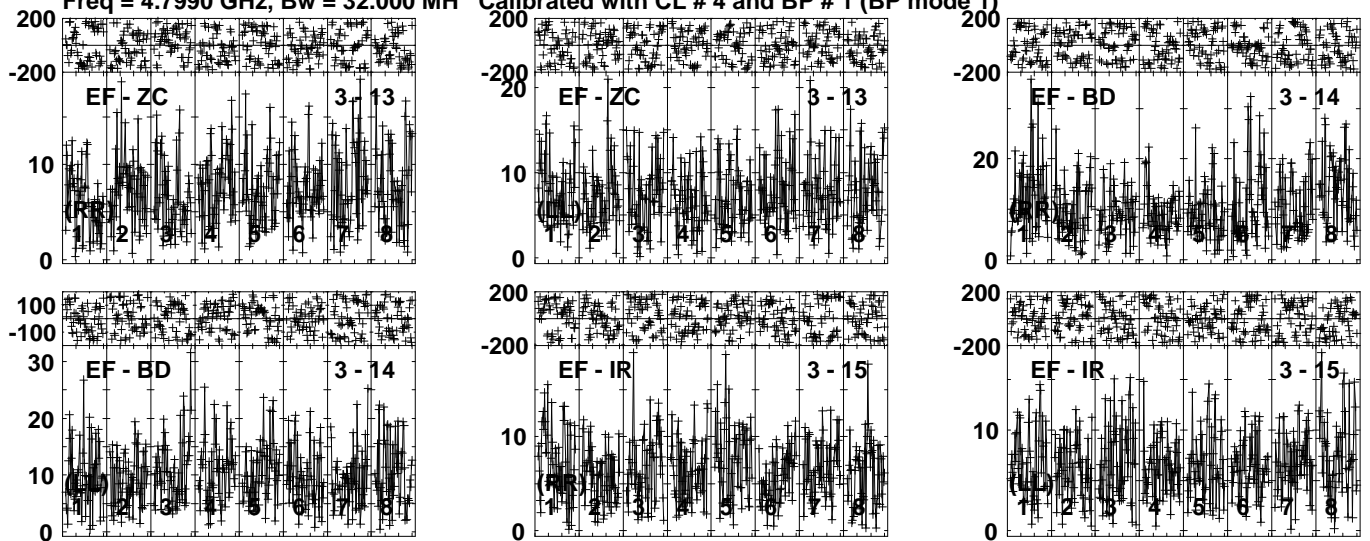 Freq = 4.7990 GHz, Bw = 32.000 MH Calibrated with CL # 4 and BP # 1 (BP mode 1)
200 200 200
-200 -200 -200
EF - ZC 3 - 13 20 EF - ZC 3 - 13 EF - BD 3 - 14
10 10 20
(RR) (LL) (RR)
1 2 3 4 5 6 7 8 1 2 3 4 5 6 7 8 1 2 3 4 5 6 7 8
0 0 0
100 200 200
-100 -200 -200
30 EF - BD 3 - 14 EF - IR 3 - 15 EF - IR 3 - 15
20 10 10
10 (LL) (RR) (LL)
1 2 3 4 5 6 7 8 1 2 3 4 5 6 7 8 1 2 3 4 5 6 7 8
0 0 0